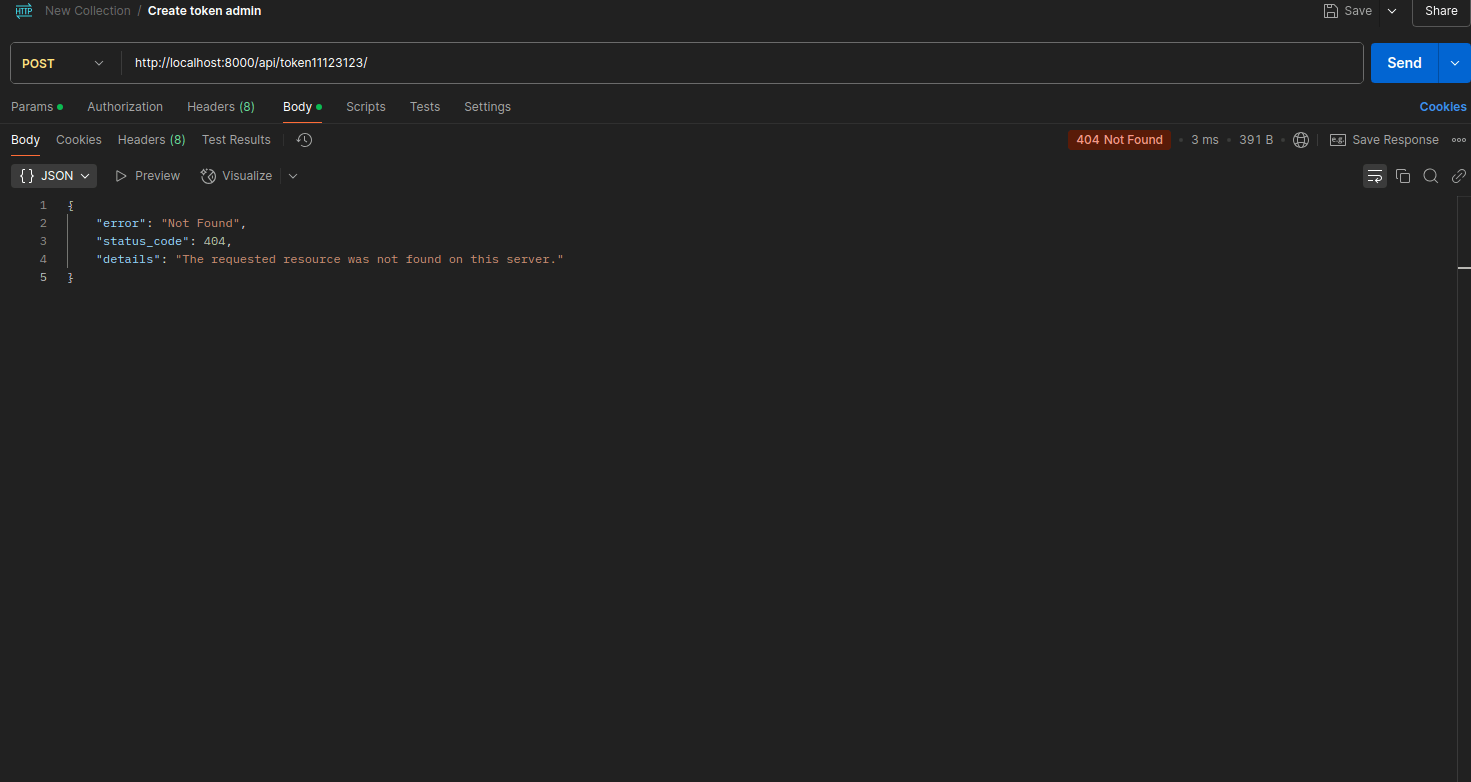 HTTP New Collection / Create token admin Save Share
POST http://localhost:8000/api/token11123123/ Send
Params Authorization Headers (8) Body Scripts Tests Settings Cookies
Body Cookies Headers (8) Test Results 404 Not Found 3 ms 391 B e.g. Save Response
{} JSON Preview Visualize
1 {
2 "error": "Not Found",
3 "status_code": 404,
4 "details": "The requested resource was not found on this server."
5 }